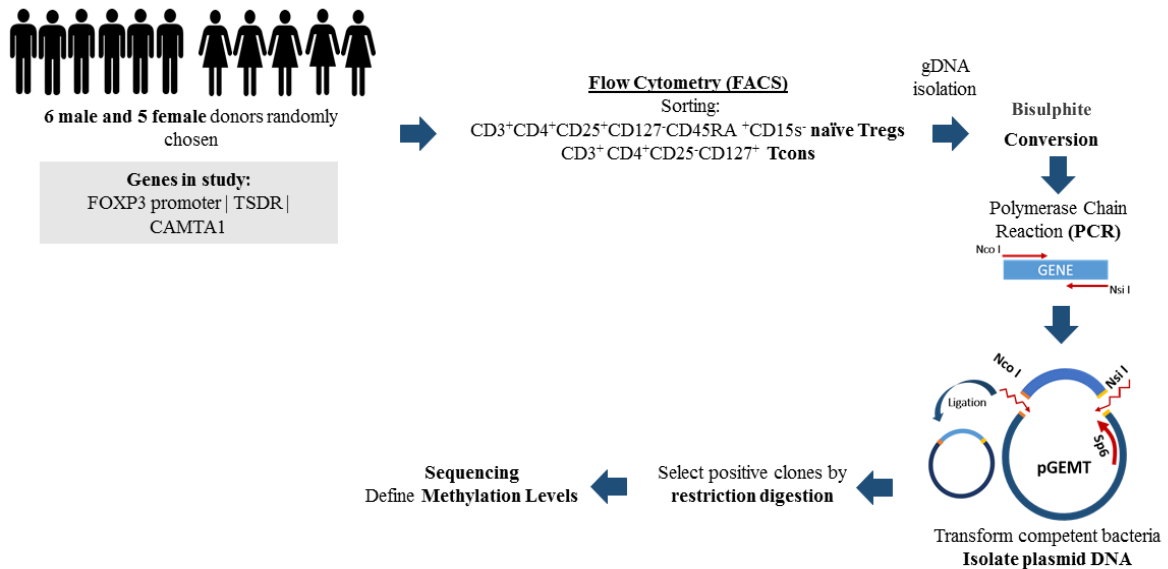 6 male and 5 female donors randomly
chosen
Genes in study:
FOXP3 promoter | TSDR |
CAMTA1
Flow Cytometry (FACS)
Sorting:
CD3⁺CD4⁺CD25⁺CD127⁻CD45RA ⁺CD15s⁻ naïve Tregs
CD3⁺ CD4⁺CD25⁻CD127⁺ Tcons
gDNA
isolation
Bisulphite
Conversion
Polymerase Chain
Reaction (PCR)
Nco I
GENE
Nsi I
Nco I
Nsi I
Ligation
Sp6
pGEMT
Transform competent bacteria
Isolate plasmid DNA
Select positive clones by
restriction digestion
Sequencing
Define Methylation Levels